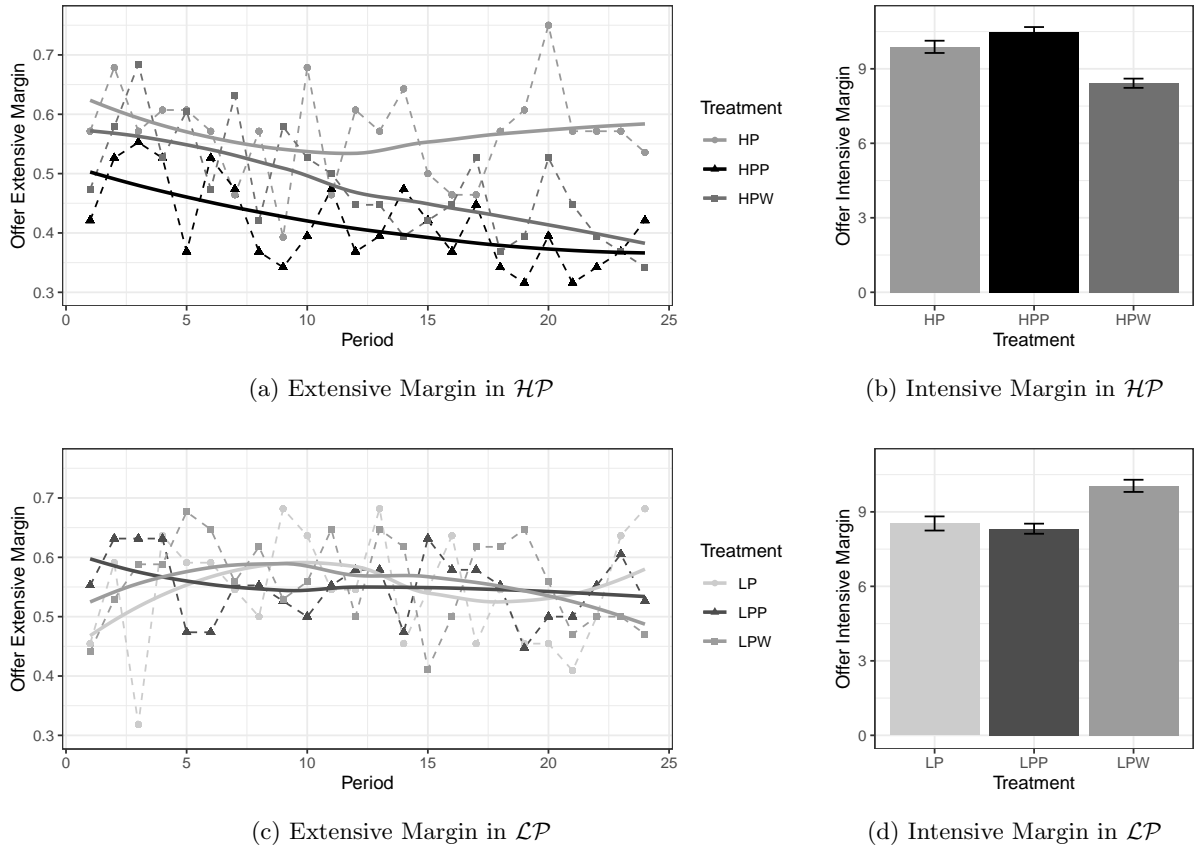 Offer Extensive Margin
0.7
0.6
0.5
0.4
0.3
0 5 10 15 20 25
Period
Treatment
HP
HPP
HPW
(a) Extensive Margin in HP
Offer Intensive Margin
9
6
3
0
HP HPP HPW
Treatment
(b) Intensive Margin in HP
Offer Extensive Margin
0.7
0.6
0.5
0.4
0.3
0 5 10 15 20 25
Period
Treatment
LP
LPP
LPW
(c) Extensive Margin in LP
Offer Intensive Margin
9
6
3
0
LP LPP LPW
Treatment
(d) Intensive Margin in LP